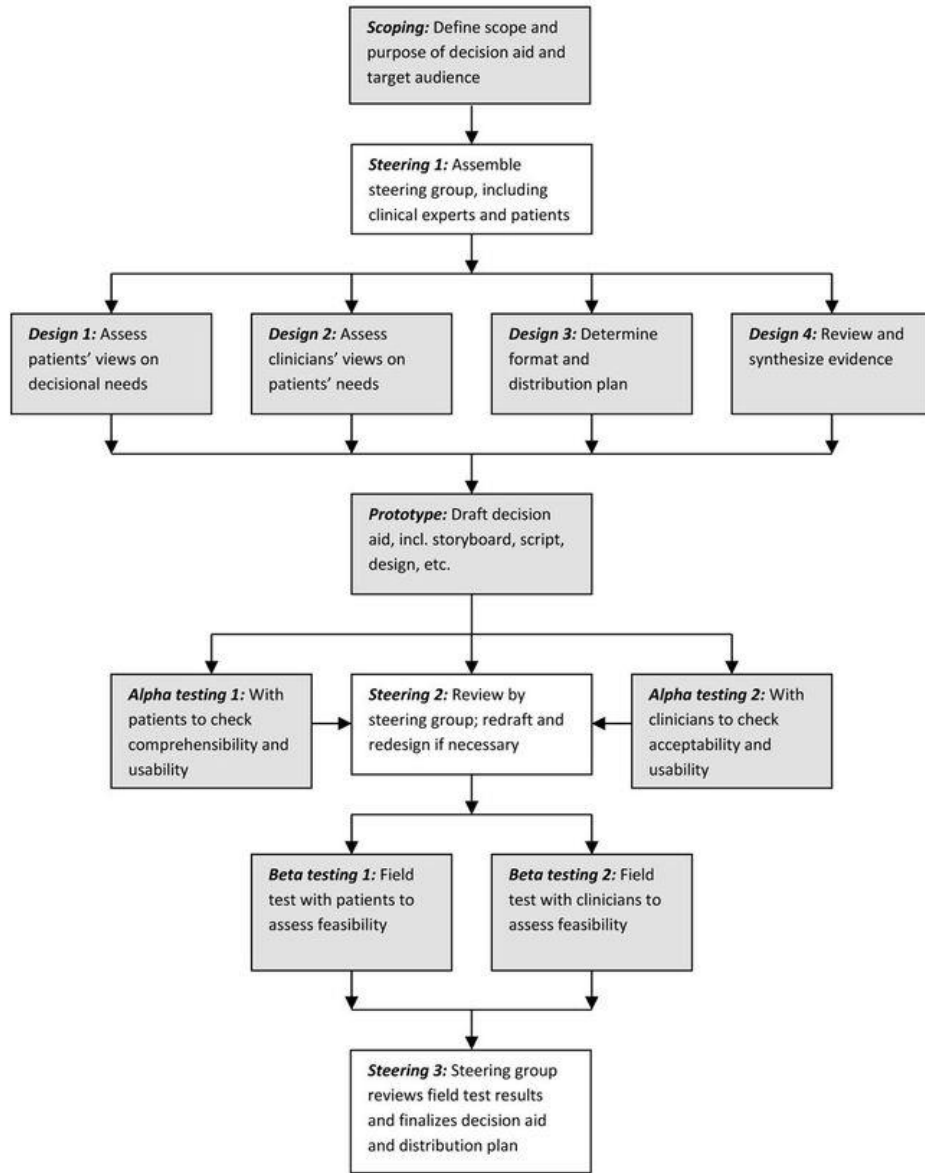 Scoping: Define scope and
purpose of decision aid and
target audience
Steering 1: Assemble
steering group, including
clinical experts and patients
Design 1: Assess
patients’ views on
decisional needs
Design 2: Assess
clinicians’ views on
patients’ needs
Design 3: Determine
format and
distribution plan
Design 4: Review and
synthesize evidence
Prototype: Draft decision
aid, incl. storyboard, script,
design, etc.
Alpha testing 1: With
patients to check
comprehensibility and
usability
Steering 2: Review by
steering group; redraft and
redesign if necessary
Alpha testing 2: With
clinicians to check
acceptability and
usability
Beta testing 1: Field
test with patients to
assess feasibility
Beta testing 2: Field
test with clinicians to
assess feasibility
Steering 3: Steering group
reviews field test results
and finalizes decision aid
and distribution plan